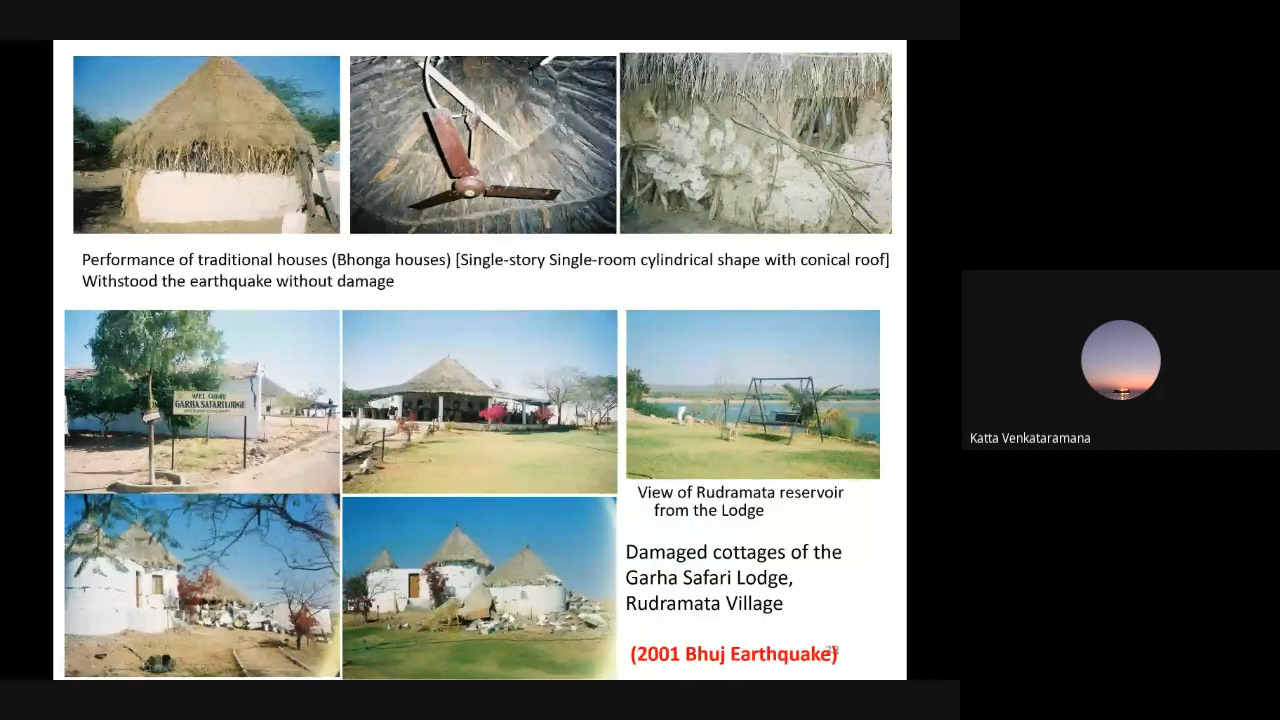 Performance of traditional houses (Bhonga houses) [Single-story Single-room cylindrical shape with conical roof]
Withstood the earthquake without damage
WEL COME
GARHA SAFARI LODGE
View of Rudramata reservoir
from the Lodge
Damaged cottages of the
Garha Safari Lodge,
Rudramata Village
(2001 Bhuj Earthquake)
Katta Venkataramana